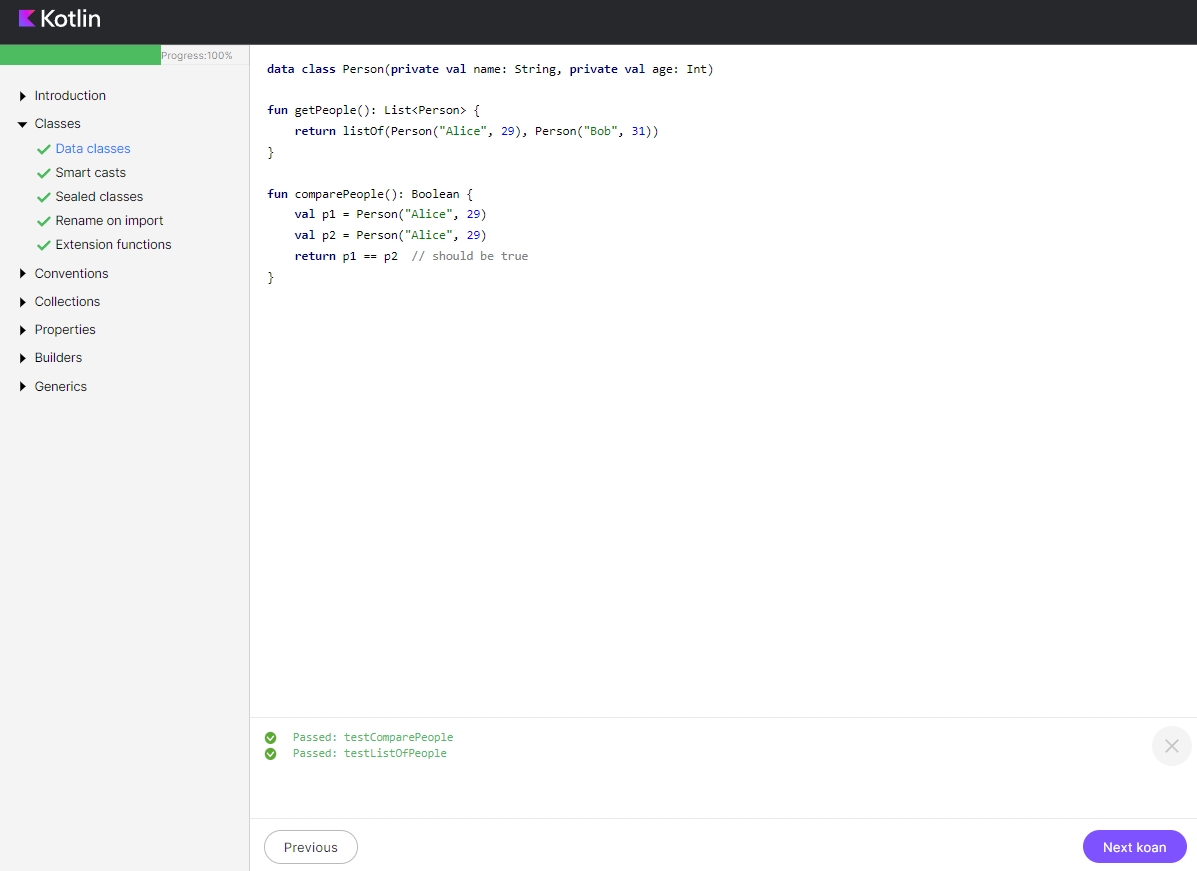 Kotlin
Progress:100%
Introduction
Classes
Data classes
Smart casts
Sealed classes
Rename on import
Extension functions
Conventions
Collections
Properties
Builders
Generics
data class Person(private val name: String, private val age: Int)
fun getPeople(): List<Person> {
    return listOf(Person("Alice", 29), Person("Bob", 31))
}
fun comparePeople(): Boolean {
    val p1 = Person("Alice", 29)
    val p2 = Person("Alice", 29)
    return p1 == p2  // should be true
}
Passed: testComparePeople
Passed: testListOfPeople
Previous
Next koan